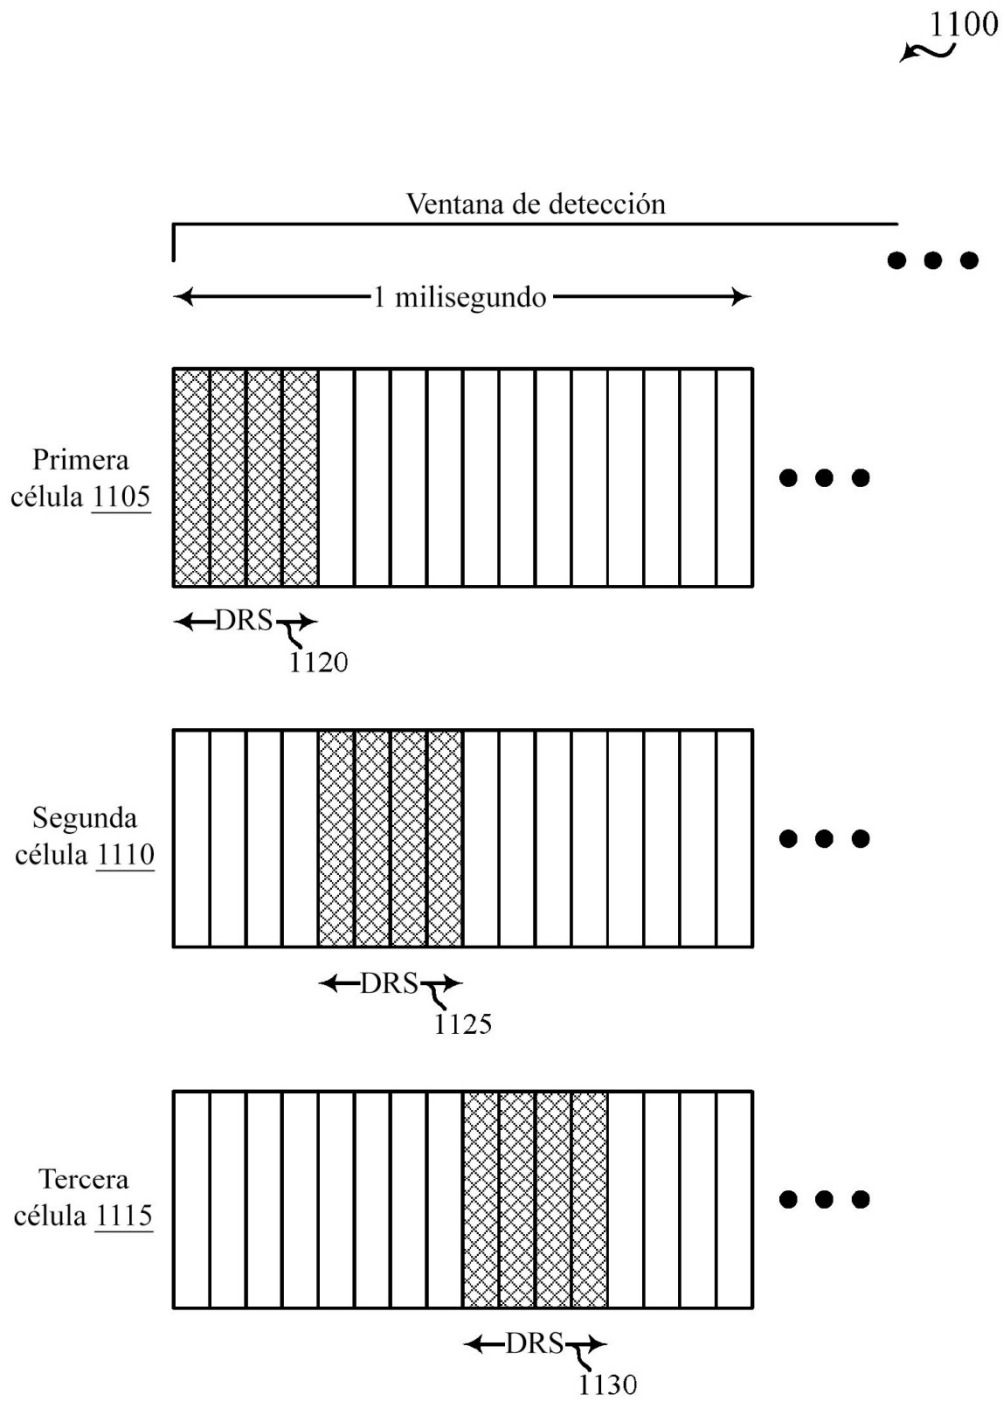 1100
Ventana de detección
1 milisegundo
Primera
célula 1105
DRS
1120
Segunda
célula 1110
DRS
1125
Tercera
célula 1115
DRS
1130